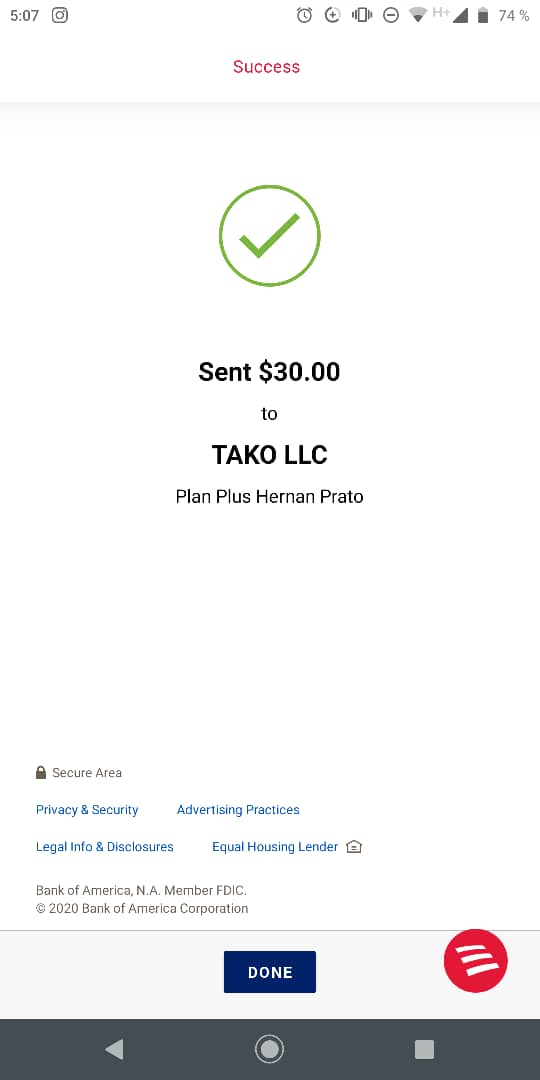 5:07
H+
74 %
Success
Sent $30.00
to
TAKO LLC
Plan Plus Hernan Prato
Secure Area
Privacy & Security
Advertising Practices
Legal Info & Disclosures
Equal Housing Lender
Bank of America, N.A. Member FDIC.
© 2020 Bank of America Corporation
DONE